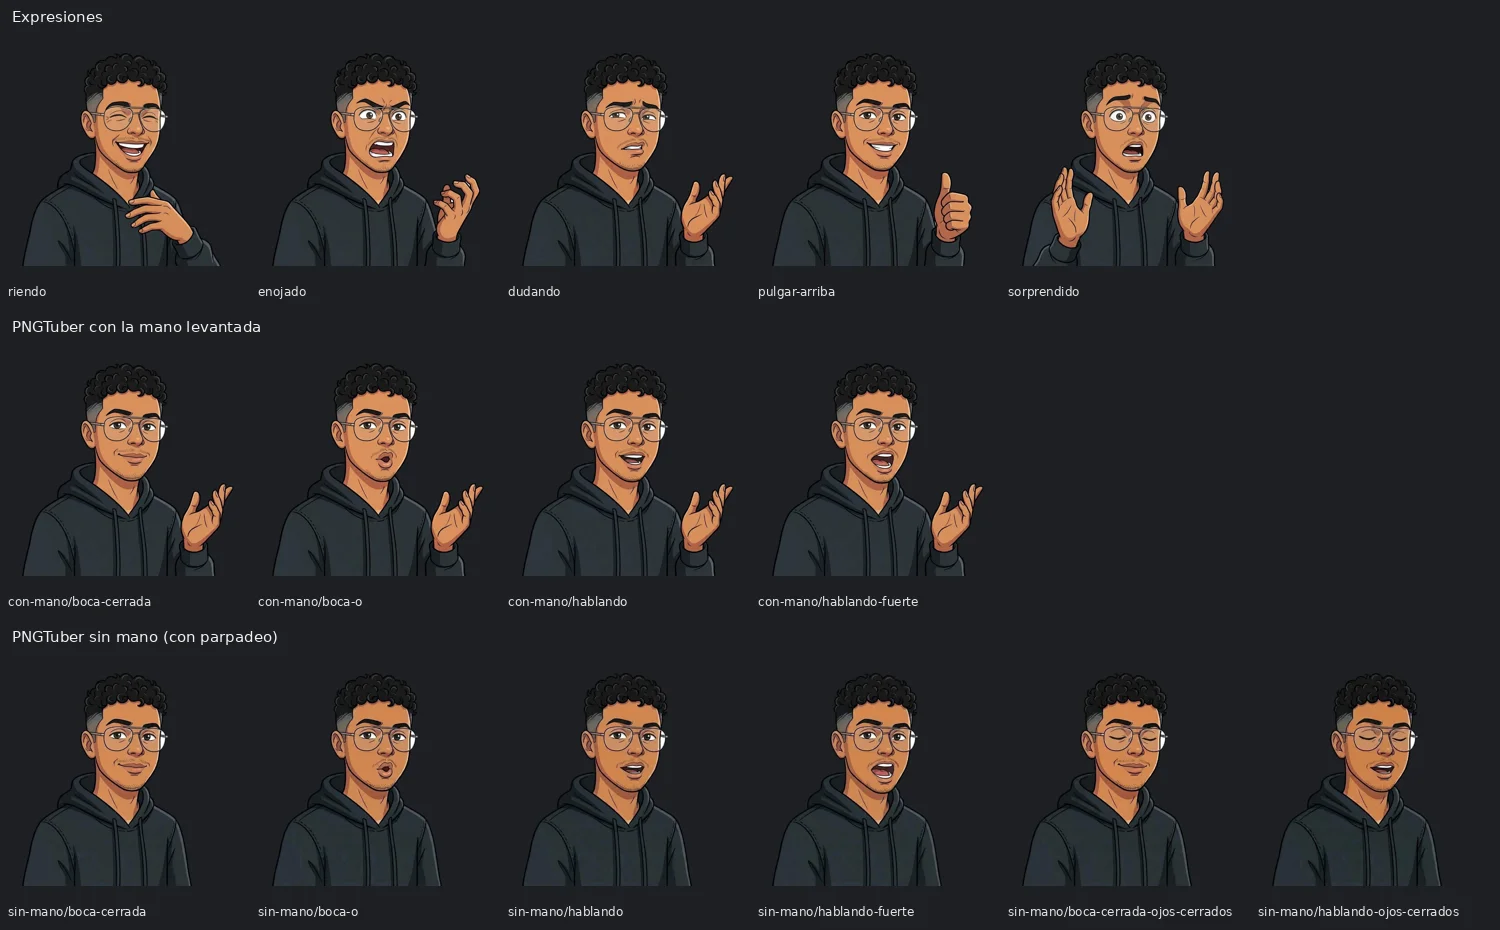 Expresiones
riendo
enojado
dudando
pulgar-arriba
sorprendido
PNGTuber con la mano levantada
con-mano/boca-cerrada
con-mano/boca-o
con-mano/hablando
con-mano/hablando-fuerte
PNGTuber sin mano (con parpadeo)
sin-mano/boca-cerrada
sin-mano/boca-o
sin-mano/hablando
sin-mano/hablando-fuerte
sin-mano/boca-cerrada-ojos-cerrados
sin-mano/hablando-ojos-cerrados